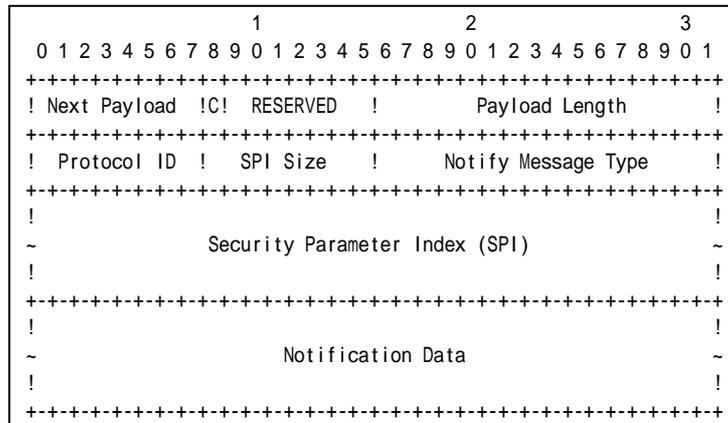 1                   2                   3
 0 1 2 3 4 5 6 7 8 9 0 1 2 3 4 5 6 7 8 9 0 1 2 3 4 5 6 7 8 9 0 1
+-+-+-+-+-+-+-+-+-+-+-+-+-+-+-+-+-+-+-+-+-+-+-+-+-+-+-+-+-+-+-+-+
! Next Payload  !C!  RESERVED   !         Payload Length        !
+-+-+-+-+-+-+-+-+-+-+-+-+-+-+-+-+-+-+-+-+-+-+-+-+-+-+-+-+-+-+-+-+
!  Protocol ID  !   SPI Size    !      Notify Message Type      !
+-+-+-+-+-+-+-+-+-+-+-+-+-+-+-+-+-+-+-+-+-+-+-+-+-+-+-+-+-+-+-+-+
!                                                               !
~                Security Parameter Index (SPI)                 ~
!                                                               !
+-+-+-+-+-+-+-+-+-+-+-+-+-+-+-+-+-+-+-+-+-+-+-+-+-+-+-+-+-+-+-+-+
!                                                               !
~                       Notification Data                       ~
!                                                               !
+-+-+-+-+-+-+-+-+-+-+-+-+-+-+-+-+-+-+-+-+-+-+-+-+-+-+-+-+-+-+-+-+